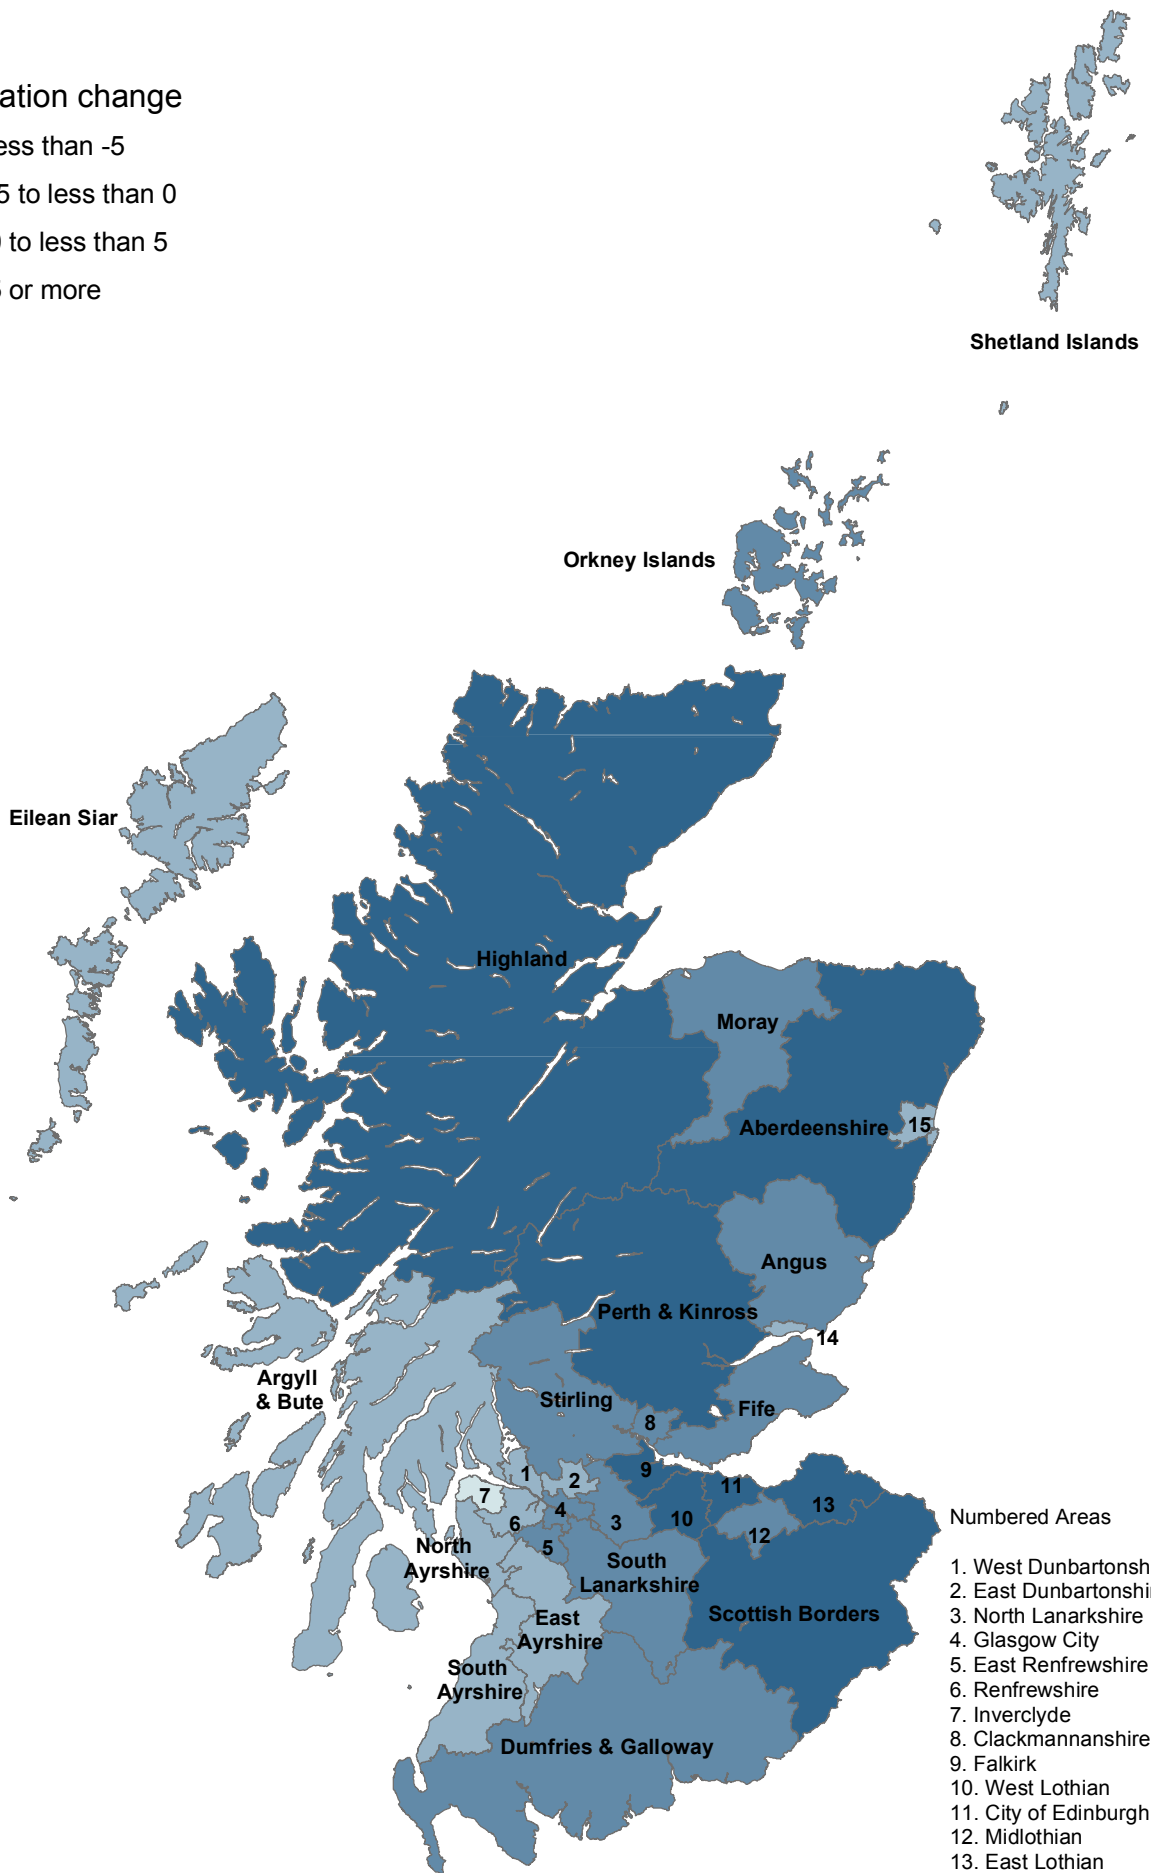 ation change
ess than -5
5 to less than 0
to less than 5
or more
Shetland Islands
Orkney Islands
Eilean Siar
Highland
Moray
Aberdeenshire
15
Angus
Perth & Kinross
14
Argyll
& Bute
Stirling
8
Fife
1
2
9
11
7
13
4
6
3
10
12
5
North
Ayrshire
South
Lanarkshire
East
Ayrshire
Scottish Borders
South
Ayrshire
Dumfries & Galloway
Numbered Areas
1. West Dunbartonsh
2. East Dunbartonshi
3. North Lanarkshire
4. Glasgow City
5. East Renfrewshire
6. Renfrewshire
7. Inverclyde
8. Clackmannanshire
9. Falkirk
10. West Lothian
11. City of Edinburgh
12. Midlothian
13. East Lothian